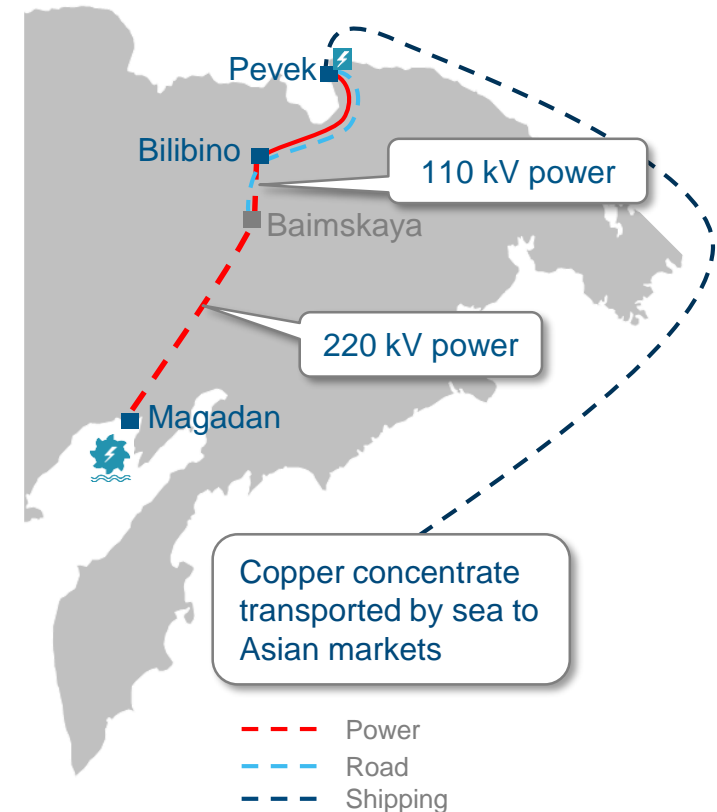 Pevek
Bilibino
110 kV power
Baimskaya
220 kV power
Magadan
Copper concentrate
transported by sea to
Asian markets
Power
Road
Shipping